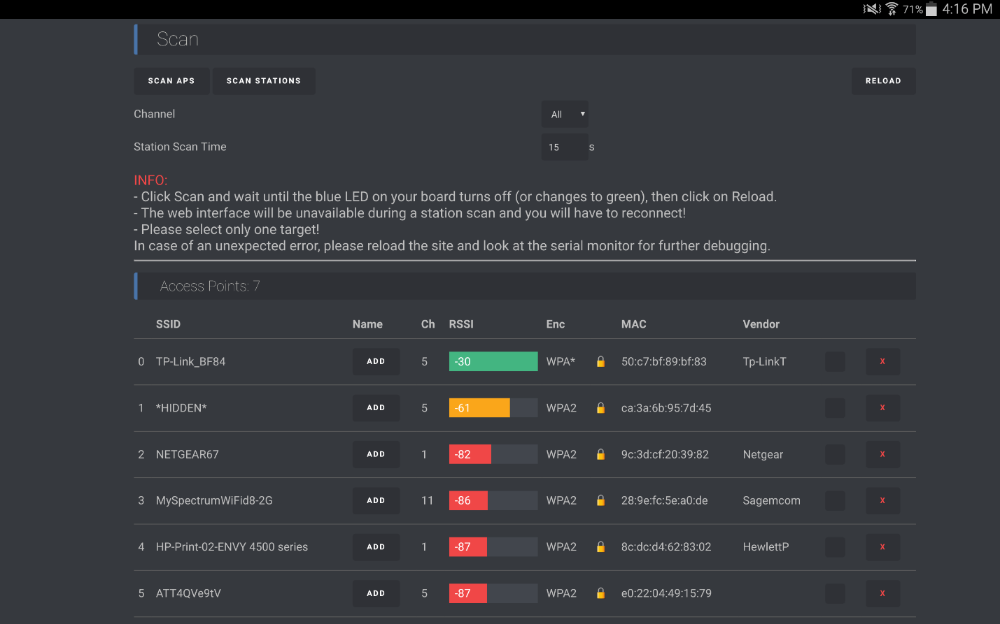 71% 4:16 PM
Scan
SCAN APS SCAN STATIONS RELOAD
Channel All
Station Scan Time 15 s
INFO:
- Click Scan and wait until the blue LED on your board turns off (or changes to green), then click on Reload.
- The web interface will be unavailable during a station scan and you will have to reconnect!
- Please select only one target!
In case of an unexpected error, please reload the site and look at the serial monitor for further debugging.
Access Points: 7
SSID Name Ch RSSI Enc MAC Vendor
0 TP-Link_BF84 ADD 5 -30 WPA* 50:c7:bf:89:bf:83 Tp-LinkT X
1 *HIDDEN* ADD 5 -61 WPA2 ca:3a:6b:95:7d:45 X
2 NETGEAR67 ADD 1 -82 WPA2 9c:3d:cf:20:39:82 Netgear X
3 MySpectrumWiFid8-2G ADD 11 -86 WPA2 28:9e:fc:5e:a0:de Sagemcom X
4 HP-Print-02-ENVY 4500 series ADD 1 -87 WPA2 8c:dc:d4:62:83:02 HewlettP X
5 ATT4QVe9tV ADD 5 -87 WPA2 e0:22:04:49:15:79 X